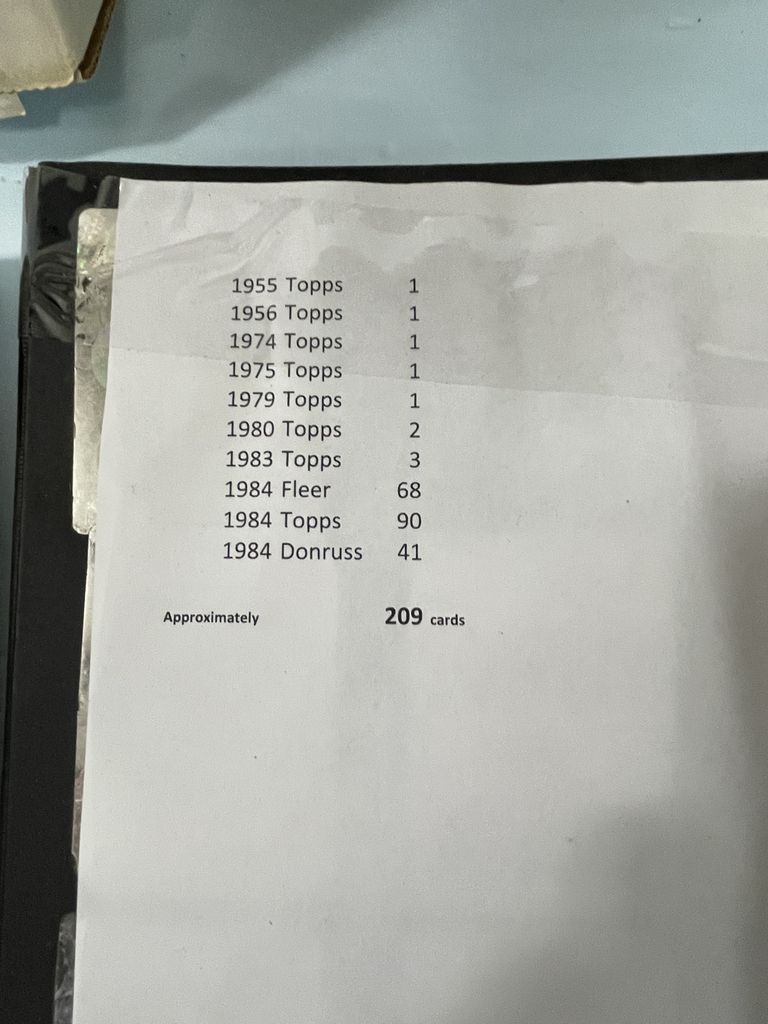 1955 Topps 1
1956 Topps 1
1974 Topps 1
1975 Topps 1
1979 Topps 1
1980 Topps 2
1983 Topps 3
1984 Fleer 68
1984 Topps 90
1984 Donruss 41
Approximately 209 cards